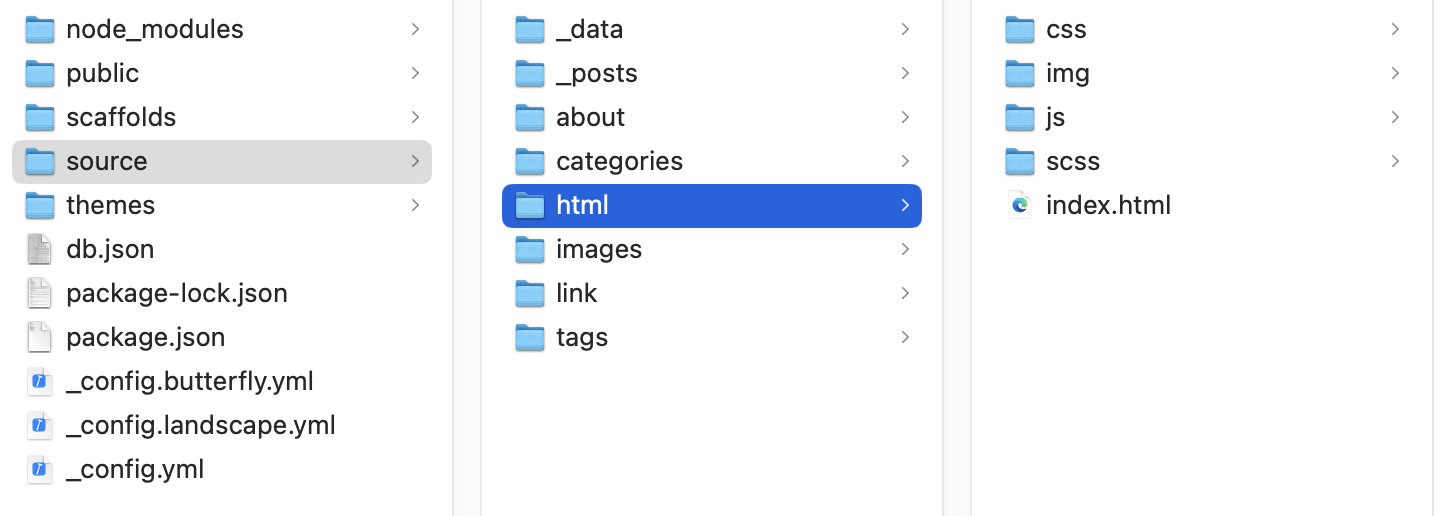 node_modules
public
scaffolds
source
themes
db.json
package-lock.json
package.json
_config.butterfly.yml
_config.landscape.yml
_config.yml
_data
_posts
about
categories
html
images
link
tags
css
img
js
scss
index.html